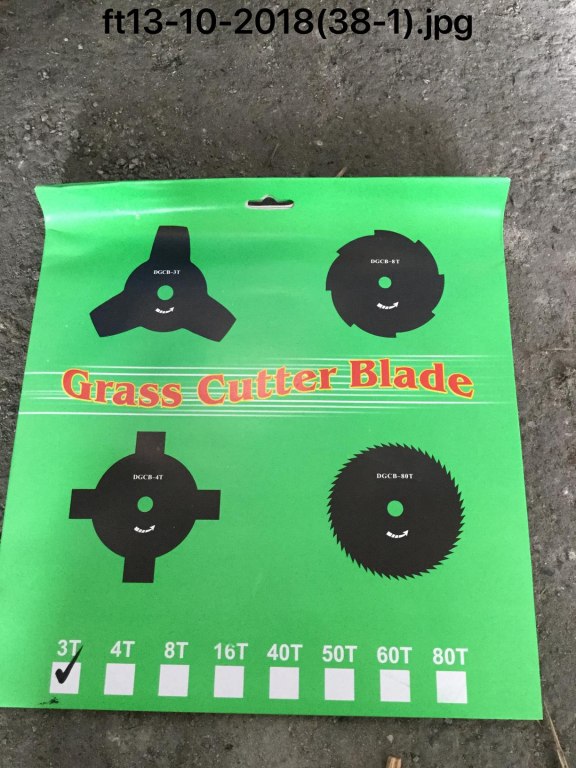 ft13-10-2018(38-1).jpg
DGCB-3T
DGCB-8T
Grass Cutter Blade
DGCB-4T
DGCB-80T
3T 4T 8T 16T 40T 50T 60T 80T